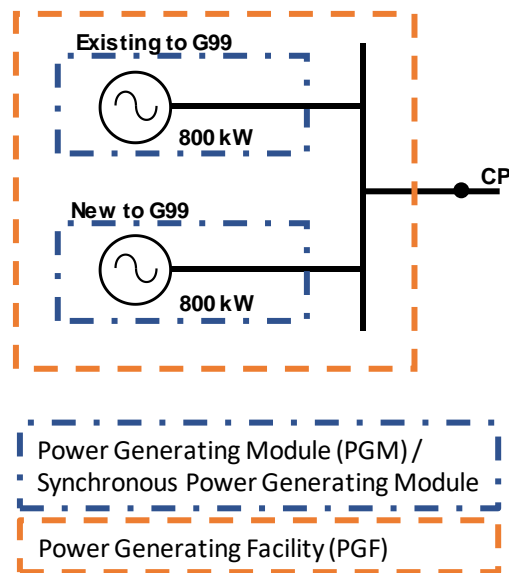 Existing to G99
800 kW
CP
New to G99
800 kW
Power Generating Module (PGM) /
Synchronous Power Generating Module
Power Generating Facility (PGF)